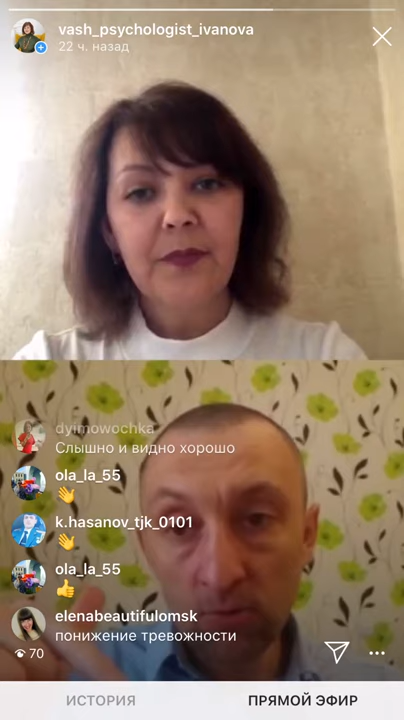 vash_psychologist_ivanova
22 ч. назад
dyimowochka
Слышно и видно хорошо
ola_la_55
k.hasanov_tjk_0101
ola_la_55
elenabeautifulomsk
понижение тревожности
70
ИСТОРИЯ
ПРЯМОЙ ЭФИР